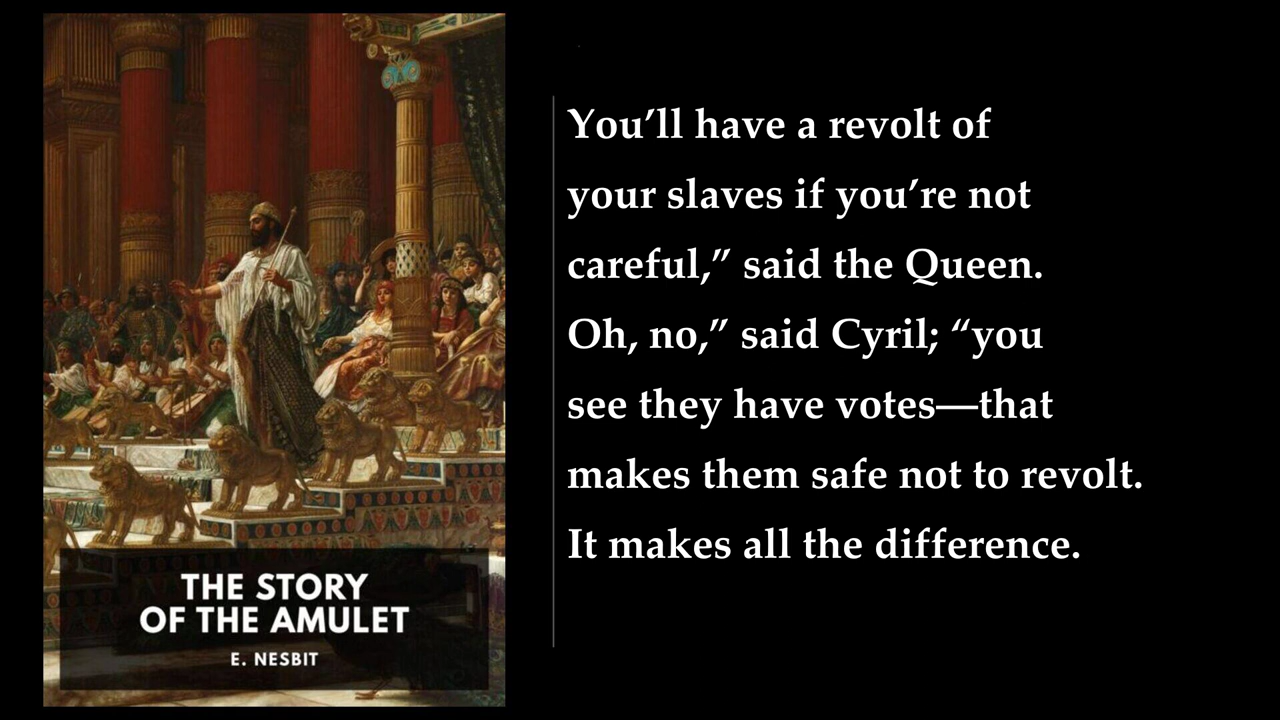 THE STORY
OF THE AMULET
E. NESBIT
You’ll have a revolt of
your slaves if you’re not
careful,” said the Queen.
Oh, no,” said Cyril; “you
see they have votes—that
makes them safe not to revolt.
It makes all the difference.